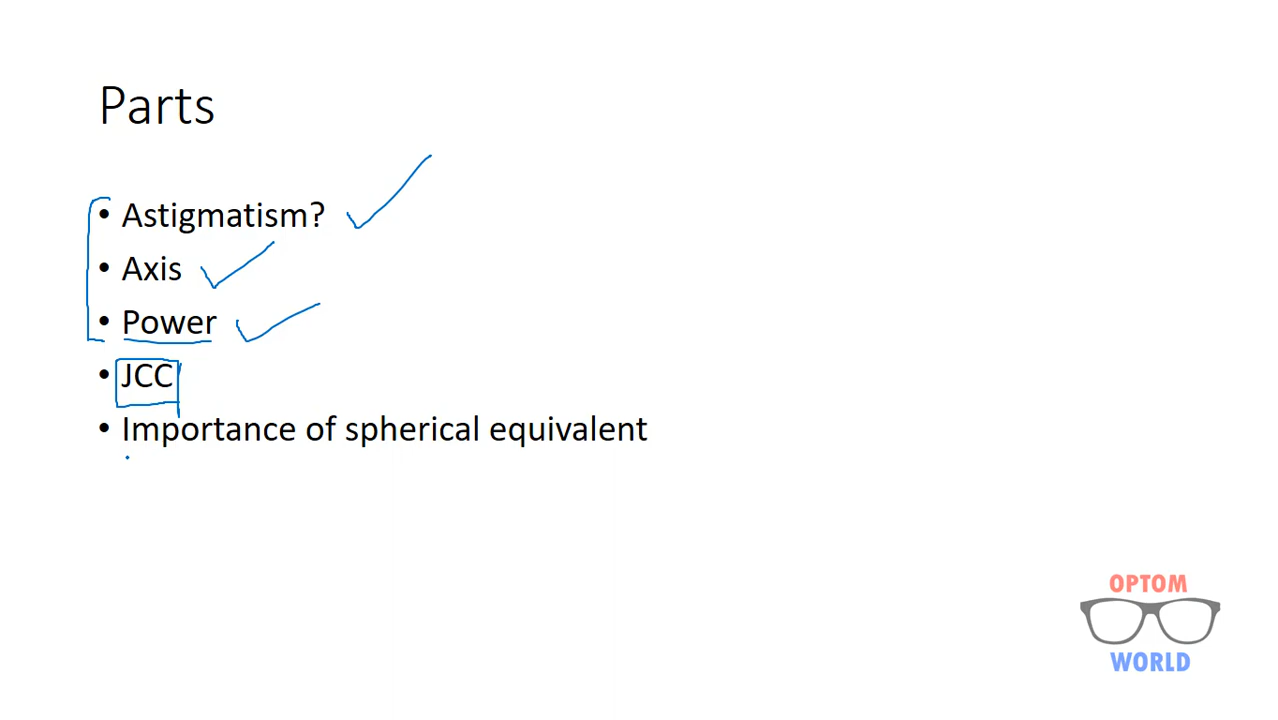 Parts
• Astigmatism?
• Axis
• Power
• JCC
• Importance of spherical equivalent
OPTOM
WORLD